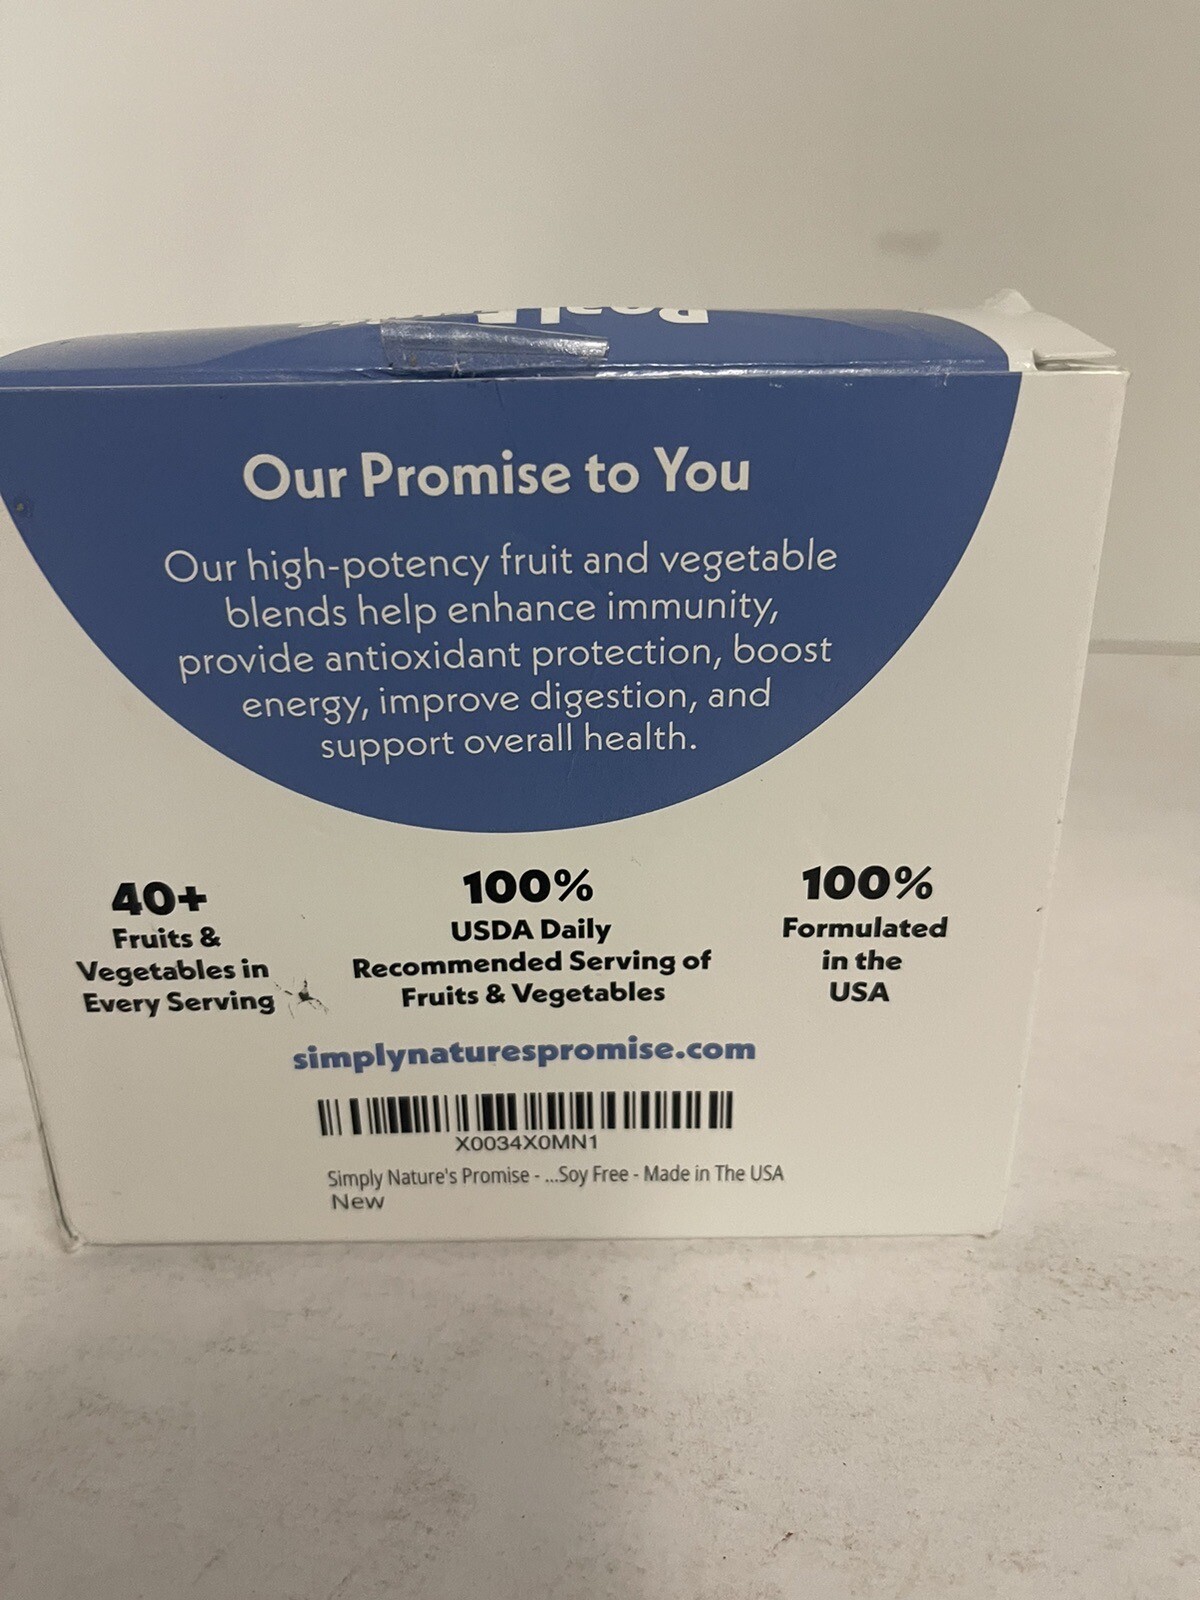 Our Promise to You
Our high-potency fruit and vegetable
blends help enhance immunity,
provide antioxidant protection, boost
energy, improve digestion, and
support overall health.
40+
Fruits &
Vegetables in
Every Serving
100%
USDA Daily
Recommended Serving of
Fruits & Vegetables
100%
Formulated
in the
USA
simplynaturespromise.com
X0034X0MN1
Simply Nature's Promise - ...Soy Free - Made in The USA
New